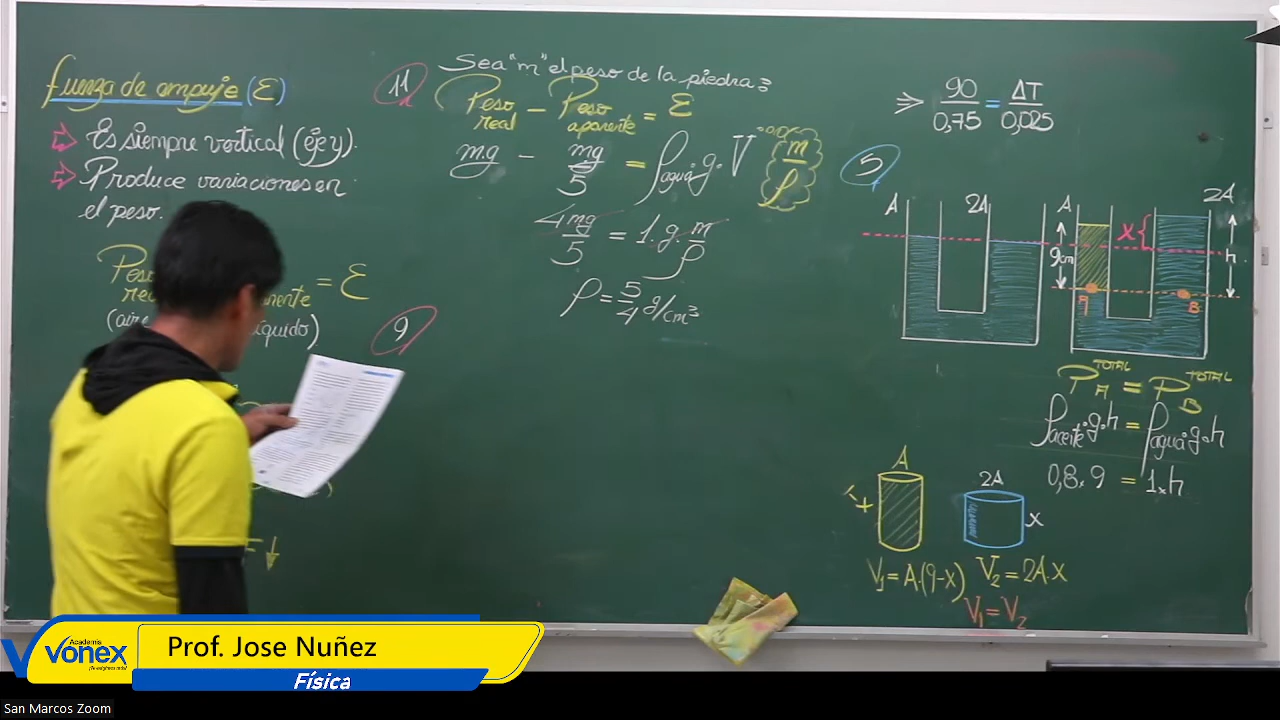 Fuerza de empuje (E)
Es siempre vertical (eje y).
Produce variaciones en
el peso.
Peso
= E
11
Sea "m" el peso de la piedra:
Peso real - Peso aparente = E
mg - mg/5 = ρagua.g.V
m/ρ
4mg/5 = 1.g.m/ρ
ρ = 5/4 g/cm³
9
⇒ 90/0,75 = ΔT/0,025
5
A 2A A 2A
9cm x h
A B
P_A^TOTAL = P_B^TOTAL
ρaceite.g.h = ρagua.g.h
0,8.9 = 1.h
A 2A
x
V₁=A.(9-x) V₂=2A.x
V₁=V₂
Academia
vonex
Prof. Jose Nuñez
Física
San Marcos Zoom